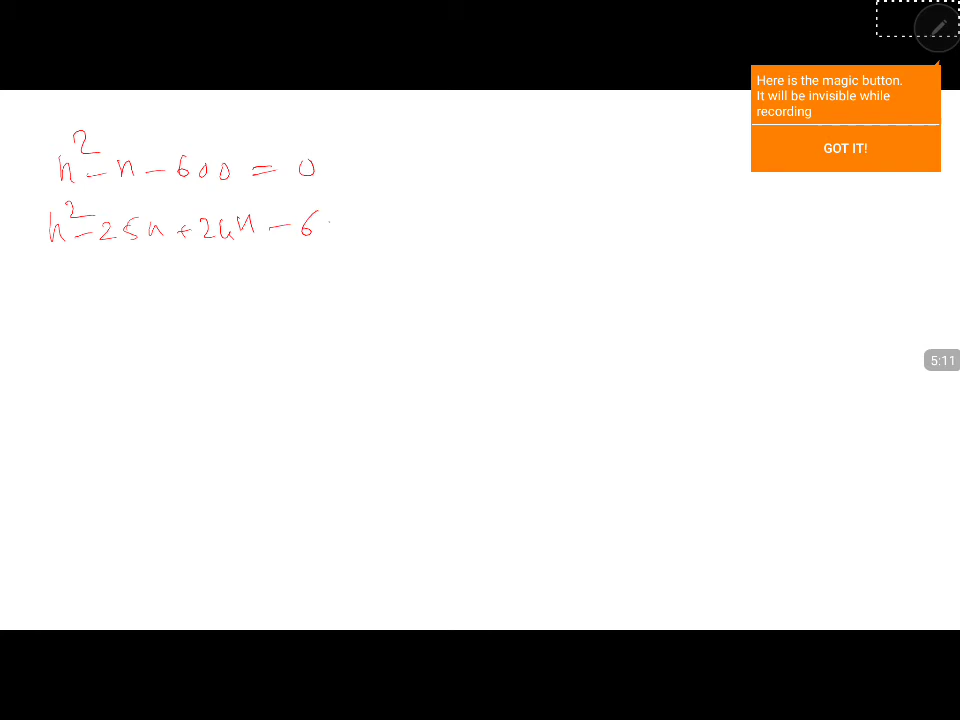 Here is the magic button.
It will be invisible while
recording
GOT IT!
n² - n - 600 = 0
n² - 25n + 24n - 6
5:11